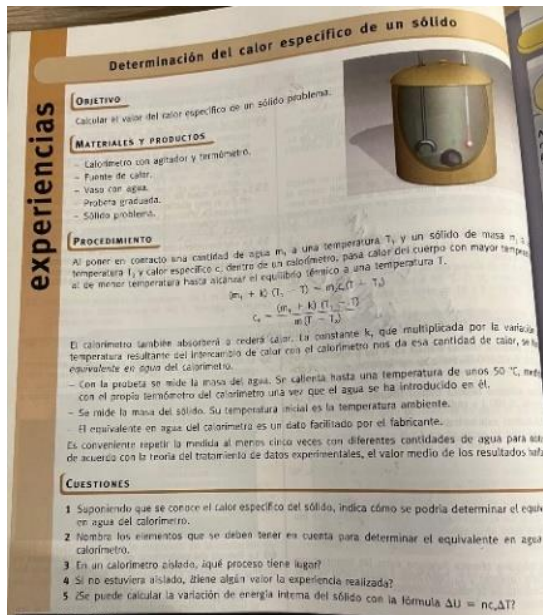 Determinación del calor específico de un sólido
experiencias
OBJETIVO
Calcular el valor del calor específico de un sólido problema.
MATERIALES Y PRODUCTOS
– Calorímetro con agitador y termómetro.
– Fuente de calor.
– Vaso con agua.
– Probeta graduada.
– Sólido problema.
PROCEDIMIENTO
Al poner en contacto una cantidad de agua m, a una temperatura T, y un sólido de masa
temperatura T, y calor específico c, dentro de un calorímetro, pasa calor del cuerpo con mayor
al de menor temperatura hasta alcanzar el equilibrio térmico a una temperatura T.
El calorímetro también absorberá o cederá calor. La constante k, que multiplicada por la
temperatura resultante del intercambio de calor con el calorímetro nos da esa cantidad de calor, se
equivalente en agua del calorímetro.
– Con la probeta se mide la masa del agua. Se calienta hasta una temperatura de unos 50 °C,
con el propio termómetro del calorímetro una vez que el agua se ha introducido en él.
– Se mide la masa del sólido. Su temperatura inicial es la temperatura ambiente.
El equivalente en agua del calorímetro es un dato facilitado por el fabricante.
Es conveniente repetir la medida al menos cinco veces con diferentes cantidades de agua para
de acuerdo con la teoría del tratamiento de datos experimentales, el valor medio de los resultados
CUESTIONES
1 Suponiendo que se conoce el calor específico del sólido, indica cómo se podría determinar el
en agua del calorímetro.
2 Nombra los elementos que se deben tener en cuenta para determinar el equivalente en agua
calorímetro.
3 En un calorímetro aislado, ¿qué proceso tiene lugar?
4 Si no estuviera aislado, ¿tiene algún valor la experiencia realizada?
5 ¿Se puede calcular la variación de energía interna del sólido con la fórmula ΔU = nc,ΔT?